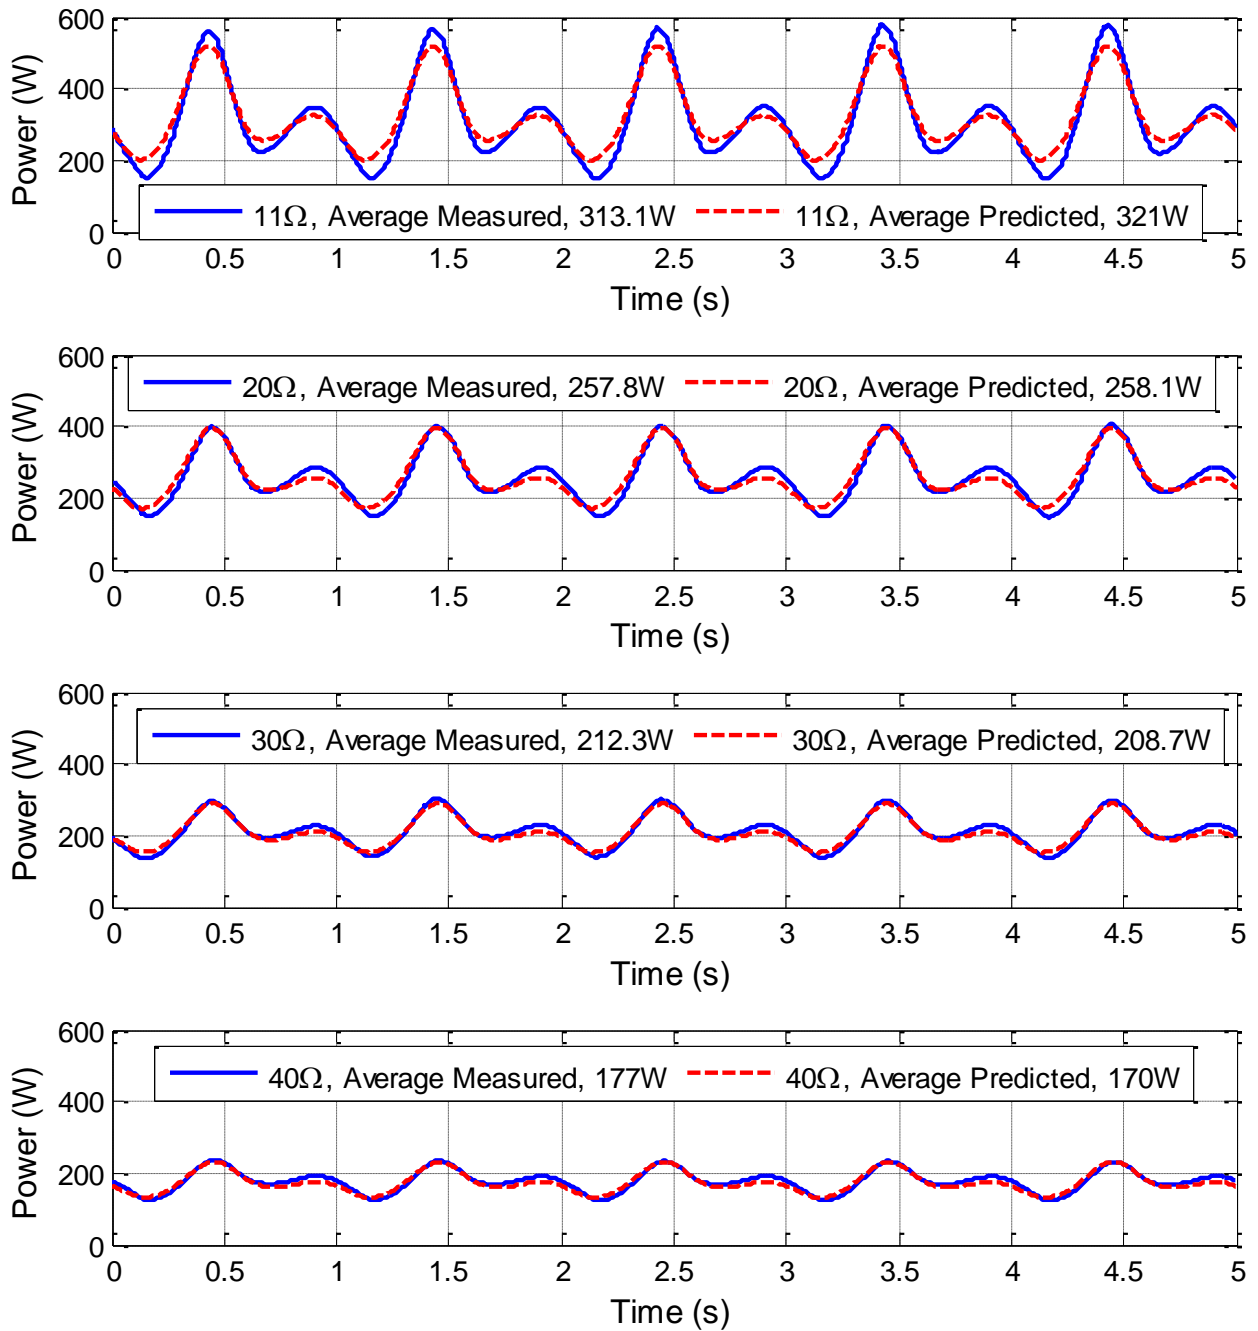 600
400
200
0
Power (W)
11Ω, Average Measured, 313.1W 11Ω, Average Predicted, 321W
0 0.5 1 1.5 2 2.5 3 3.5 4 4.5 5
Time (s)
600
400
200
0
Power (W)
20Ω, Average Measured, 257.8W 20Ω, Average Predicted, 258.1W
0 0.5 1 1.5 2 2.5 3 3.5 4 4.5 5
Time (s)
600
400
200
0
Power (W)
30Ω, Average Measured, 212.3W 30Ω, Average Predicted, 208.7W
0 0.5 1 1.5 2 2.5 3 3.5 4 4.5 5
Time (s)
600
400
200
0
Power (W)
40Ω, Average Measured, 177W 40Ω, Average Predicted, 170W
0 0.5 1 1.5 2 2.5 3 3.5 4 4.5 5
Time (s)